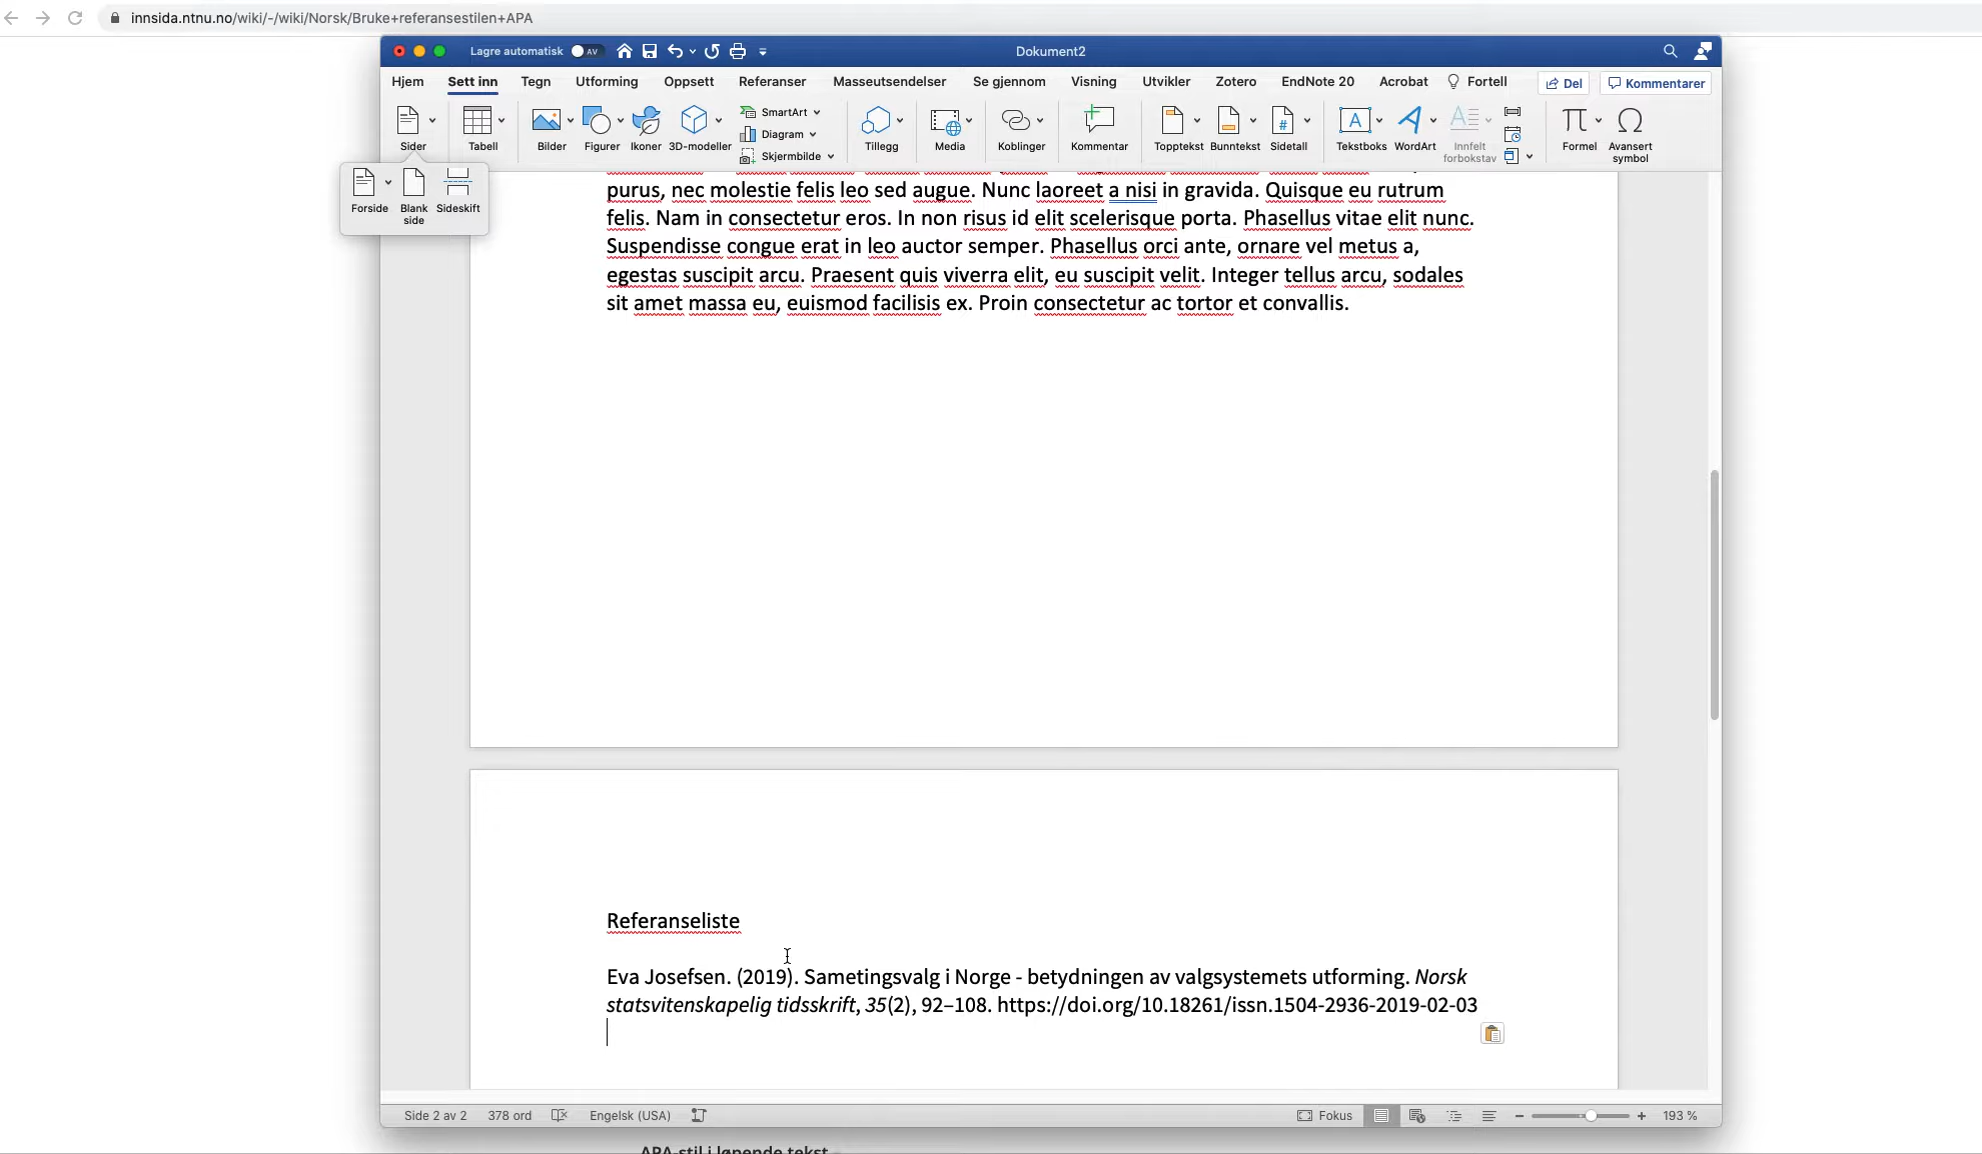 innsida.ntnu.no/wiki/-/wiki/Norsk/Bruke+referansestilen+APA
Lagre automatisk AV Dokument2
Hjem Sett inn Tegn Utforming Oppsett Referanser Masseutsendelser Se gjennom Visning Utvikler Zotero EndNote 20 Acrobat Fortell Del Kommentarer
Sider Tabell Bilder Figurer Ikoner 3D-modeller SmartArt Diagram Skjermbilde Tillegg Media Koblinger Kommentar Topptekst Bunntekst Sidetall Tekstboks WordArt Innfelt forbokstav Formel Avansert symbol
Forside Blank side Sideskift
purus, nec molestie felis leo sed augue. Nunc laoreet a nisi in gravida. Quisque eu rutrum
felis. Nam in consectetur eros. In non risus id elit scelerisque porta. Phasellus vitae elit nunc.
Suspendisse congue erat in leo auctor semper. Phasellus orci ante, ornare vel metus a,
egestas suscipit arcu. Praesent quis viverra elit, eu suscipit velit. Integer tellus arcu, sodales
sit amet massa eu, euismod facilisis ex. Proin consectetur ac tortor et convallis.
Referanseliste
Eva Josefsen. (2019). Sametingsvalg i Norge - betydningen av valgsystemets utforming. Norsk
statsvitenskapelig tidsskrift, 35(2), 92–108. https://doi.org/10.18261/issn.1504-2936-2019-02-03
Side 2 av 2 378 ord Engelsk (USA) Fokus 193 %
APA-stil i løpende tekst